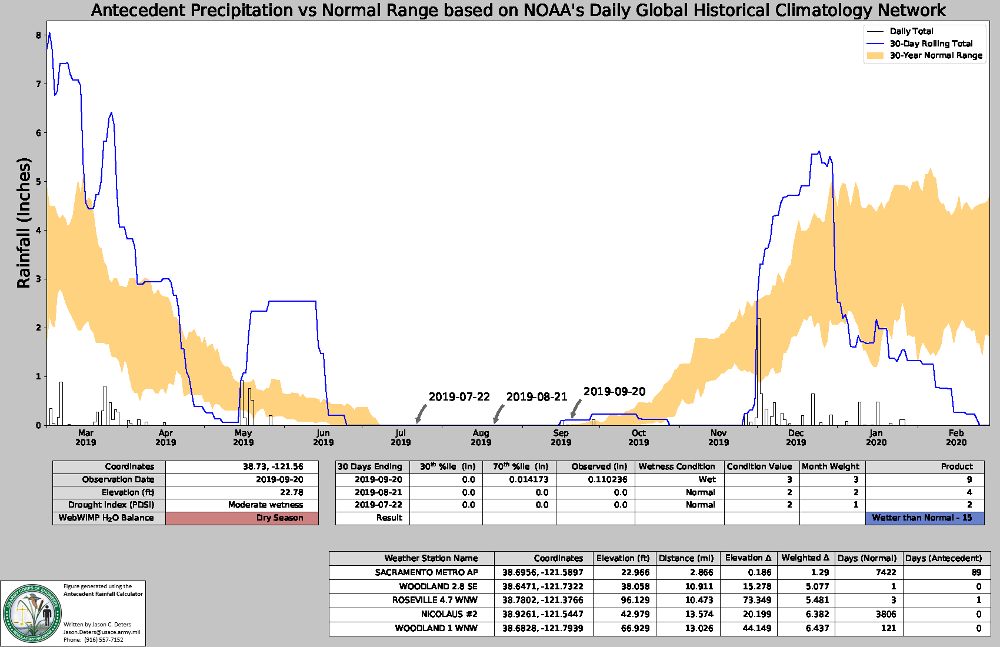 Antecedent Precipitation vs Normal Range based on NOAA's Daily Global Historical Climatology Network
Daily Total
30-Day Rolling Total
30-Year Normal Range
Rainfall (Inches)
8
7
6
5
4
3
2
1
0
2019-07-22
2019-08-21
2019-09-20
Mar 2019
Apr 2019
May 2019
Jun 2019
Jul 2019
Aug 2019
Sep 2019
Oct 2019
Nov 2019
Dec 2019
Jan 2020
Feb 2020
Coordinates 38.73, -121.56
Observation Date 2019-09-20
Elevation (ft) 22.78
Drought Index (PDSI) Moderate wetness
WebWIMP H₂O Balance Dry Season
30 Days Ending 30th %ile (in) 70th %ile (in) Observed (in) Wetness Condition Condition Value Month Weight Product
2019-09-20 0.0 0.014173 0.110236 Wet 3 3 9
2019-08-21 0.0 0.0 0.0 Normal 2 2 4
2019-07-22 0.0 0.0 0.0 Normal 2 1 2
Result Wetter than Normal - 15
Weather Station Name Coordinates Elevation (ft) Distance (mi) Elevation Δ Weighted Δ Days (Normal) Days (Antecedent)
SACRAMENTO METRO AP 38.6956, -121.5897 22.966 2.866 0.186 1.29 7422 89
WOODLAND 2.8 SE 38.6471, -121.7322 38.058 10.911 15.278 5.077 1 0
ROSEVILLE 4.7 WNW 38.7802, -121.3766 96.129 10.473 73.349 5.481 3 1
NICOLAUS #2 38.9261, -121.5447 42.979 13.574 20.199 6.382 3806 0
WOODLAND 1 WNW 38.6828, -121.7939 66.929 13.026 44.149 6.437 121 0
US ARMY CORPS OF ENGINEERS
REGULATORY PROGRAM
Figure generated using the
Antecedent Rainfall Calculator
Written by Jason C. Deters
Jason.Deters@usace.army.mil
Phone: (916) 557-7152